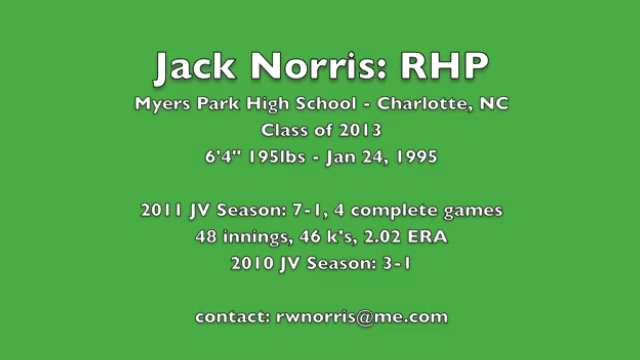 Jack Norris: RHP
Myers Park High School - Charlotte, NC
Class of 2013
6'4" 195lbs - Jan 24, 1995
2011 JV Season: 7-1, 4 complete games
48 innings, 46 k's, 2.02 ERA
2010 JV Season: 3-1
contact: rwnorris@me.com